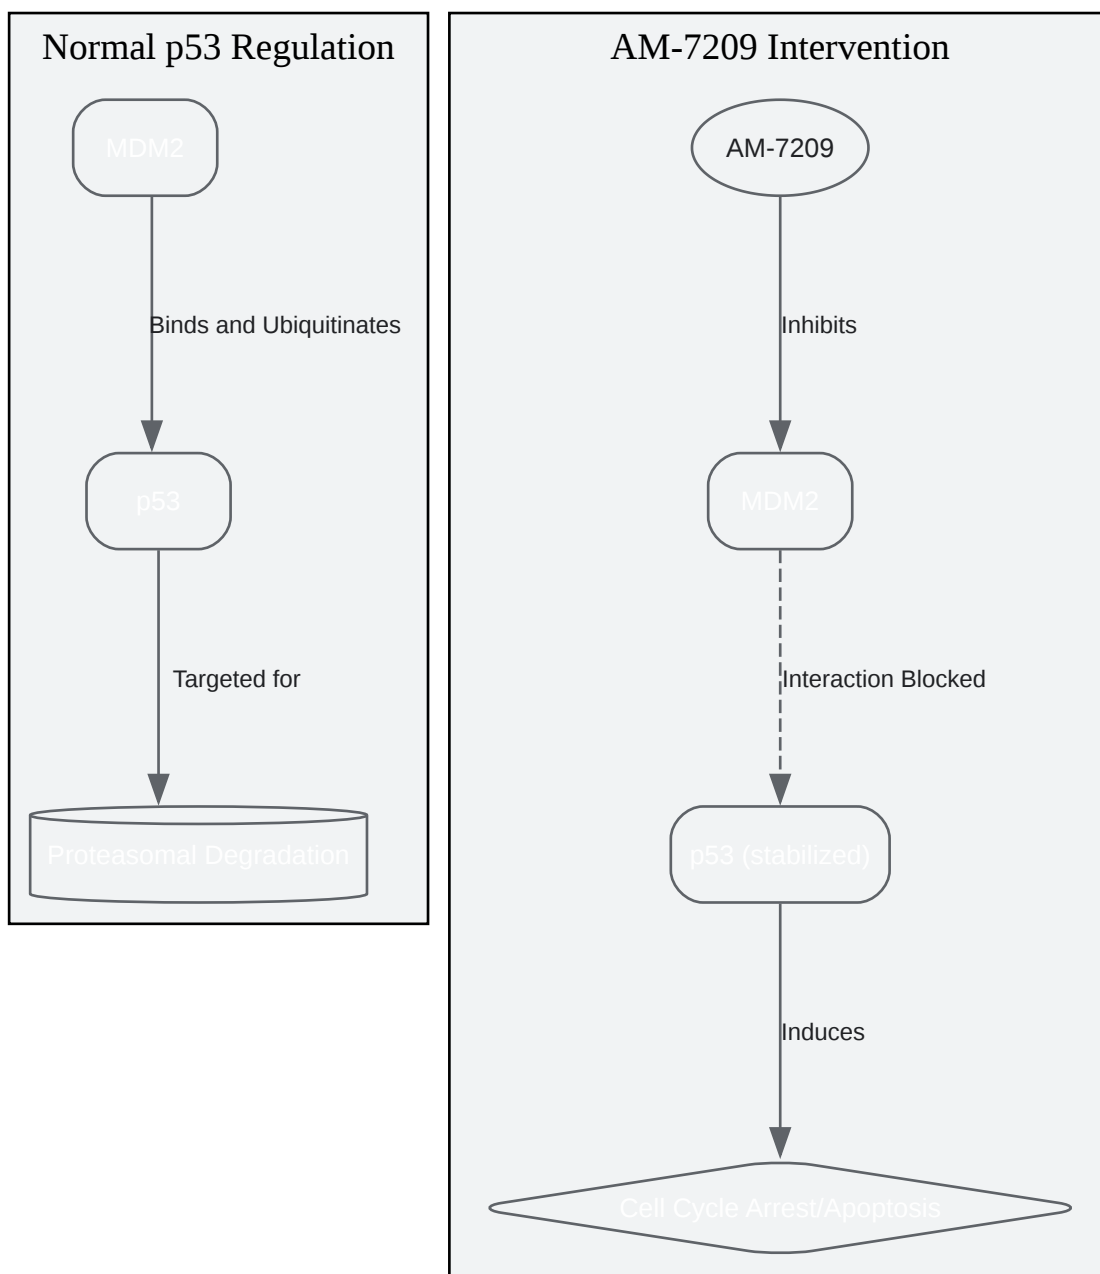 Normal p53 Regulation
MDM2
Binds and Ubiquitinates
p53
Targeted for
Proteasomal Degradation
AM-7209 Intervention
AM-7209
Inhibits
MDM2
Interaction Blocked
p53 (stabilized)
Induces
Cell Cycle Arrest/Apoptosis